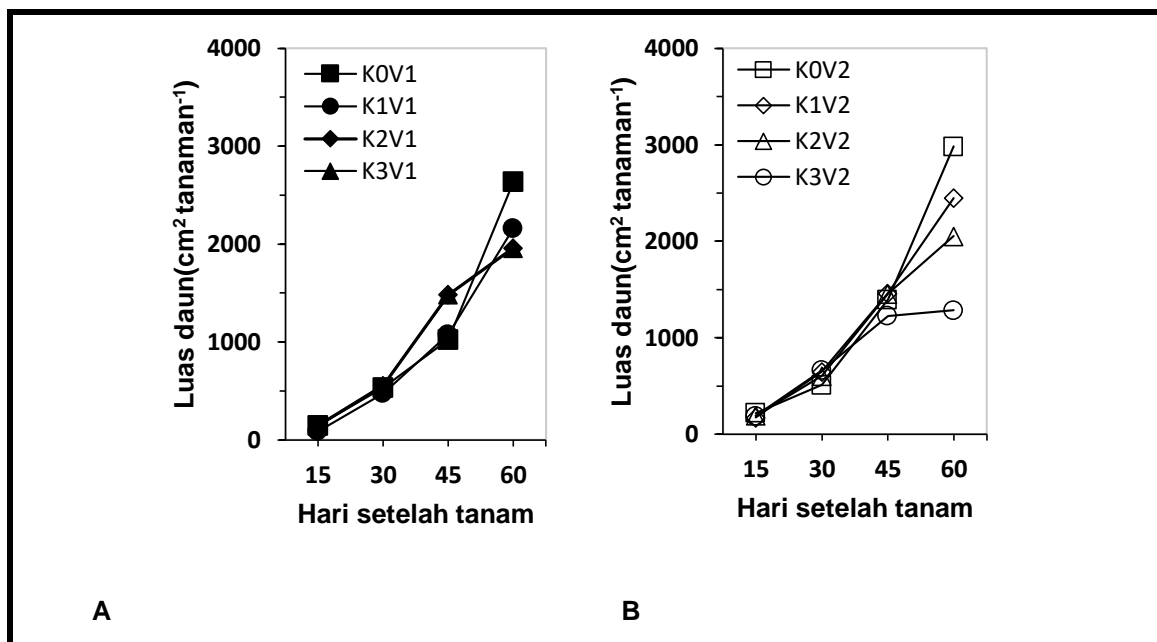 4000
3000
2000
1000
0
Luas daun(cm² tanaman⁻¹)
K0V1
K1V1
K2V1
K3V1
15 30 45 60
Hari setelah tanam
A
4000
3000
2000
1000
0
Luas daun(cm² tanaman⁻¹)
K0V2
K1V2
K2V2
K3V2
15 30 45 60
Hari setelah tanam
B